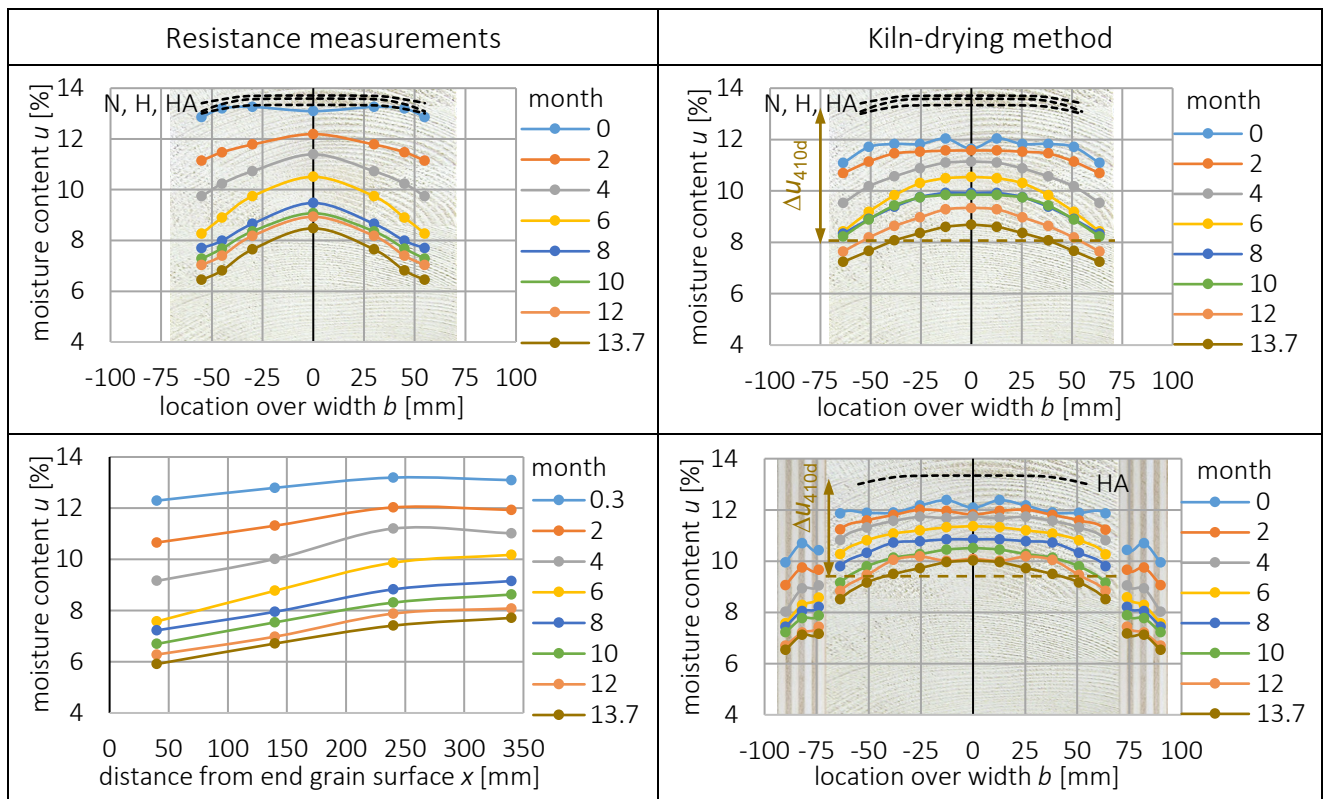 Resistance measurements
Kiln-drying method
moisture content u [%]
14
12
10
8
6
4
N, H, HA
month
0
2
4
6
8
10
12
13.7
-100 -75 -50 -25 0 25 50 75 100
location over width b [mm]
moisture content u [%]
14
12
10
8
6
4
N, H, HA
Δu410d
month
0
2
4
6
8
10
12
13.7
-100 -75 -50 -25 0 25 50 75 100
location over width b [mm]
moisture content u [%]
14
12
10
8
6
4
month
0.3
2
4
6
8
10
12
13.7
0 50 100 150 200 250 300 350
distance from end grain surface x [mm]
moisture content u [%]
14
12
10
8
6
4
Δu410d
HA
month
0
2
4
6
8
10
12
13.7
-100 -75 -50 -25 0 25 50 75 100
location over width b [mm]